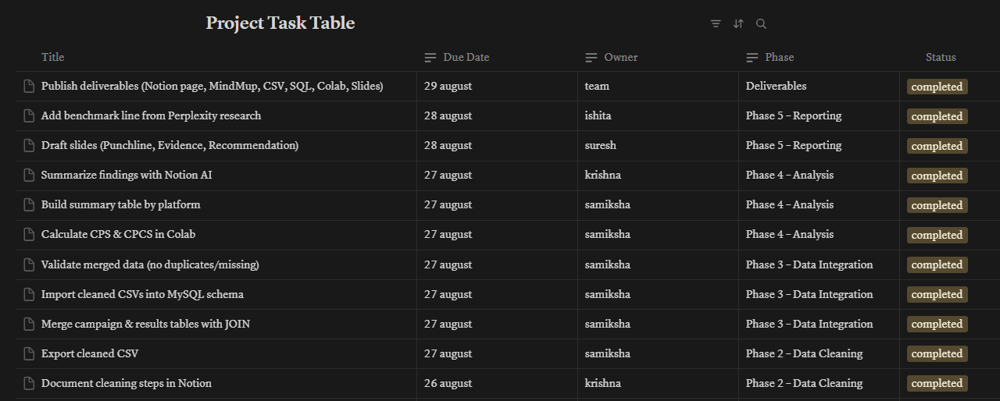 Project Task Table
Title Due Date Owner Phase Status
Publish deliverables (Notion page, MindMup, CSV, SQL, Colab, Slides) 29 august team Deliverables completed
Add benchmark line from Perplexity research 28 august ishita Phase 5 – Reporting completed
Draft slides (Punchline, Evidence, Recommendation) 28 august suresh Phase 5 – Reporting completed
Summarize findings with Notion AI 27 august krishna Phase 4 – Analysis completed
Build summary table by platform 27 august samiksha Phase 4 – Analysis completed
Calculate CPS & CPCS in Colab 27 august samiksha Phase 4 – Analysis completed
Validate merged data (no duplicates/missing) 27 august samiksha Phase 3 – Data Integration completed
Import cleaned CSVs into MySQL schema 27 august samiksha Phase 3 – Data Integration completed
Merge campaign & results tables with JOIN 27 august samiksha Phase 3 – Data Integration completed
Export cleaned CSV 27 august samiksha Phase 2 – Data Cleaning completed
Document cleaning steps in Notion 26 august krishna Phase 2 – Data Cleaning completed